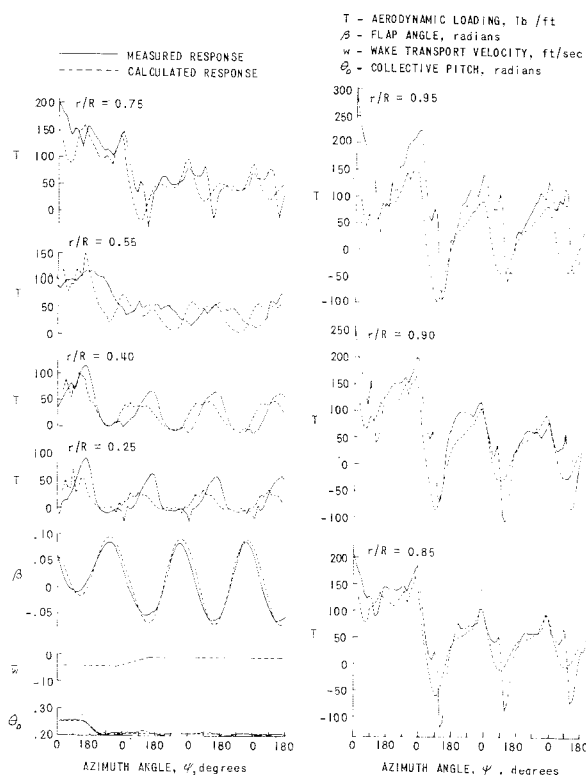 T - AERODYNAMIC LOADING, lb/ft
β - FLAP ANGLE, radians
w - WAKE TRANSPORT VELOCITY, ft/sec
θ₀ - COLLECTIVE PITCH, radians
MEASURED RESPONSE
CALCULATED RESPONSE
r/R = 0.75
200
150
100
50
0
T
r/R = 0.55
100
50
0
T
r/R = 0.40
100
50
0
T
r/R = 0.25
100
50
0
T
.10
.05
0
-.05
β
0
-10
w̅
.30
.20
θ₀
0 180 0 180 0 180 0 180
AZIMUTH ANGLE, ψ, degrees
300
250
200
150
100
50
0
-50
-100
T
r/R = 0.95
250
200
150
100
50
0
-50
-100
T
r/R = 0.90
200
150
100
50
0
-50
-100
T
r/R = 0.85
0 180 0 180 0 180 0 180
AZIMUTH ANGLE, ψ, degrees